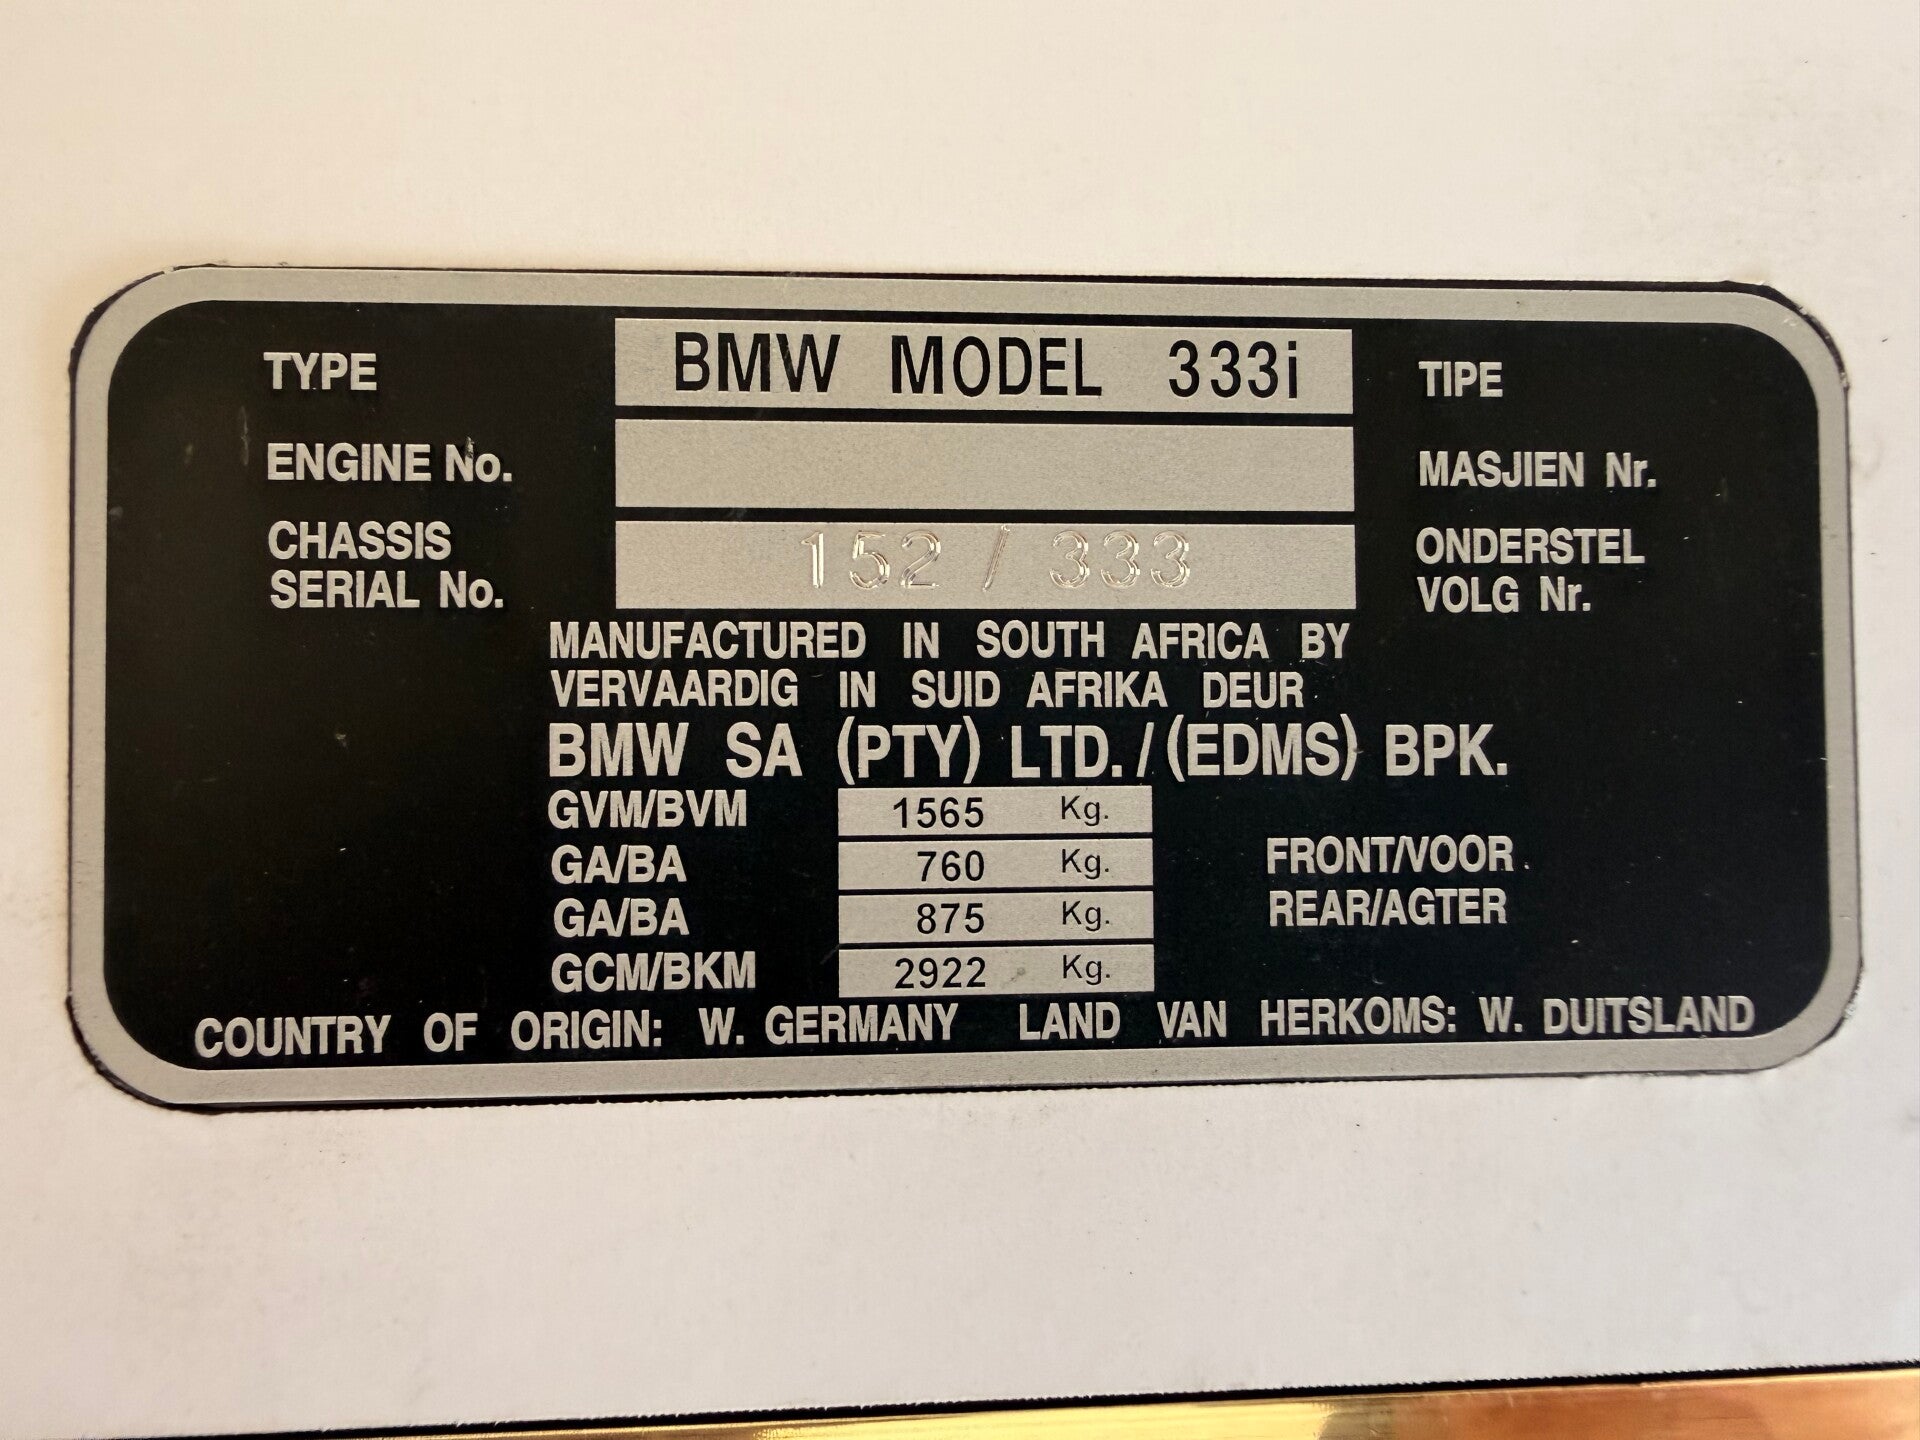 TYPE BMW MODEL 333i TIPE
ENGINE No. MASJIEN Nr.
CHASSIS ONDERSTEL
SERIAL No. 152 / 333 VOLG Nr.
MANUFACTURED IN SOUTH AFRICA BY
VERVAARDIG IN SUID AFRIKA DEUR
BMW SA (PTY) LTD. / (EDMS) BPK.
GVM/BVM 1565 Kg.
GA/BA 760 Kg. FRONT/VOOR
GA/BA 875 Kg. REAR/AGTER
GCM/BKM 2922 Kg.
COUNTRY OF ORIGIN: W. GERMANY LAND VAN HERKOMS: W. DUITSLAND